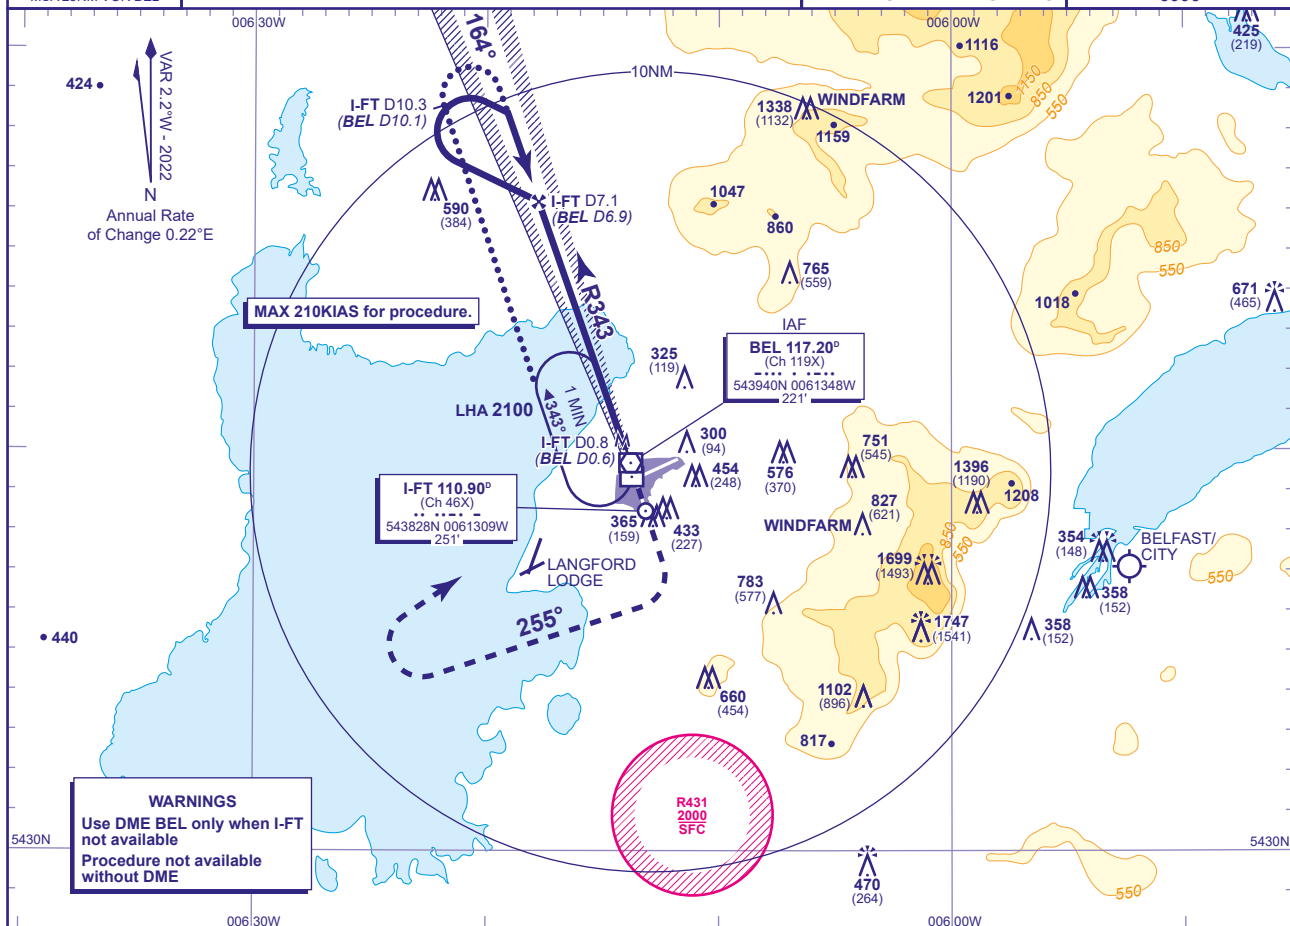 006°30'W
006°00'W
425
(219)
164°
1116
424
VAR 2.2°W - 2022
N
Annual Rate
of Change 0.22°E
10NM
I-FT D10.3
(BEL D10.1)
1338
(1132)
WINDFARM
1159
1201
1150
850
550
590
(384)
I-FT D7.1
(BEL D6.9)
1047
860
765
(559)
850
550
1018
671
(465)
MAX 210KIAS for procedure.
R343
IAF
BEL 117.20ᴰ
(Ch 119X)
543940N 0061348W
221'
325
(119)
LHA 2100
1 MIN
343°
I-FT D0.8
(BEL D0.6)
300
(94)
454
(248)
576
(370)
751
(545)
1396
(1190)
1208
I-FT 110.90ᴰ
(Ch 46X)
543828N 0061309W
251'
365
(159)
433
(227)
827
(621)
WINDFARM
850
550
1699
(1493)
354
(148)
BELFAST/
CITY
358
(152)
550
LANGFORD
LODGE
783
(577)
255°
1747
(1541)
358
(152)
440
660
(454)
1102
(896)
817
R431
2000
SFC
WARNINGS
Use DME BEL only when I-FT
not available
Procedure not available
without DME
5430N
5430N
470
(264)
550
006°30'W
006°00'W